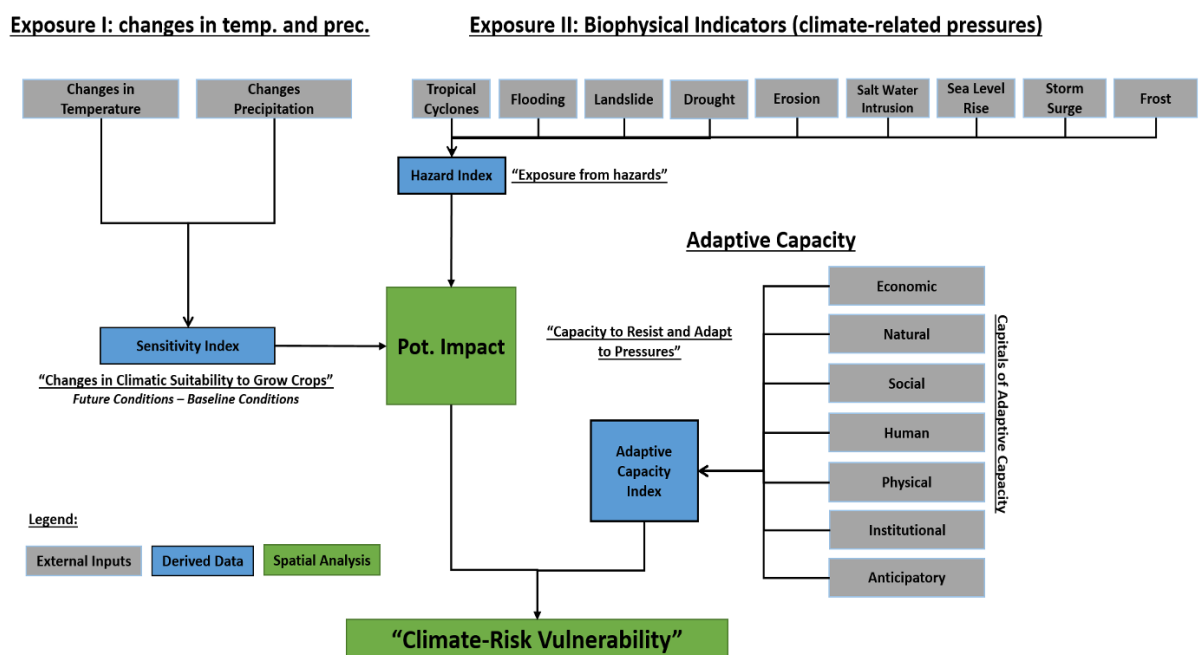 Exposure I: changes in temp. and prec.
Exposure II: Biophysical Indicators (climate-related pressures)
Changes in
Temperature
Changes
Precipitation
Tropical
Cyclones
Flooding
Landslide
Drought
Erosion
Salt Water
Intrusion
Sea Level
Rise
Storm
Surge
Frost
Hazard Index
“Exposure from hazards”
Adaptive Capacity
Economic
Natural
Social
Human
Physical
Institutional
Anticipatory
Capitals of Adaptive Capacity
Sensitivity Index
“Changes in Climatic Suitability to Grow Crops”
Future Conditions – Baseline Conditions
Pot. Impact
“Capacity to Resist and Adapt
to Pressures”
Adaptive
Capacity
Index
Legend:
External Inputs
Derived Data
Spatial Analysis
“Climate-Risk Vulnerability”